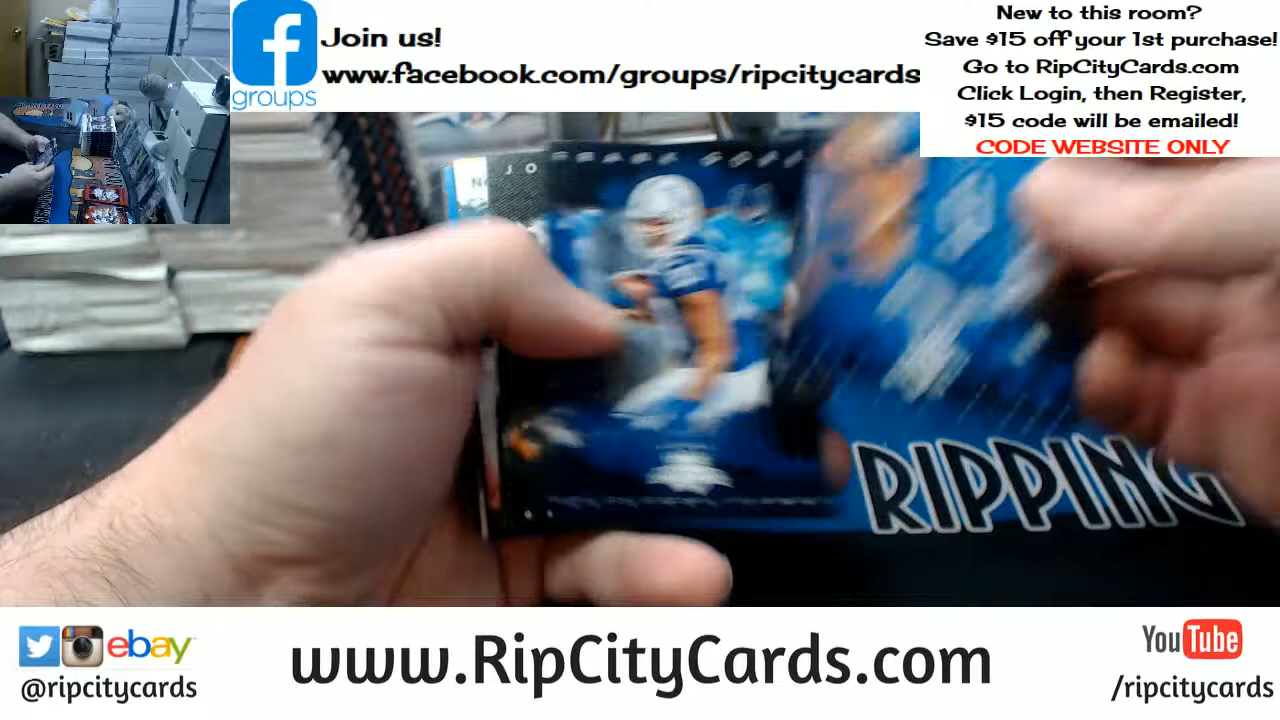 f
groups
Join us!
www.facebook.com/groups/ripcitycards
New to this room?
Save $15 off your 1st purchase!
Go to RipCityCards.com
Click Login, then Register,
$15 code will be emailed!
CODE WEBSITE ONLY
J O
RIPPING
ebay
@ripcitycards
www.RipCityCards.com
YouTube
/ripcitycards